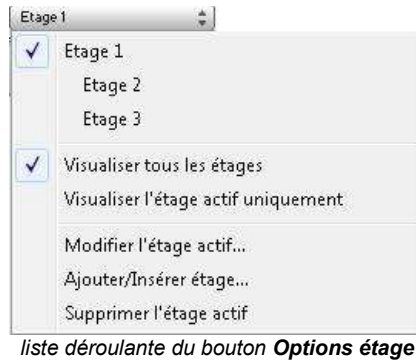 Etage 1
Etage 1
Etage 2
Etage 3
Visualiser tous les étages
Visualiser l'étage actif uniquement
Modifier l'étage actif...
Ajouter/Insérer étage...
Supprimer l'étage actif
liste déroulante du bouton Options étage